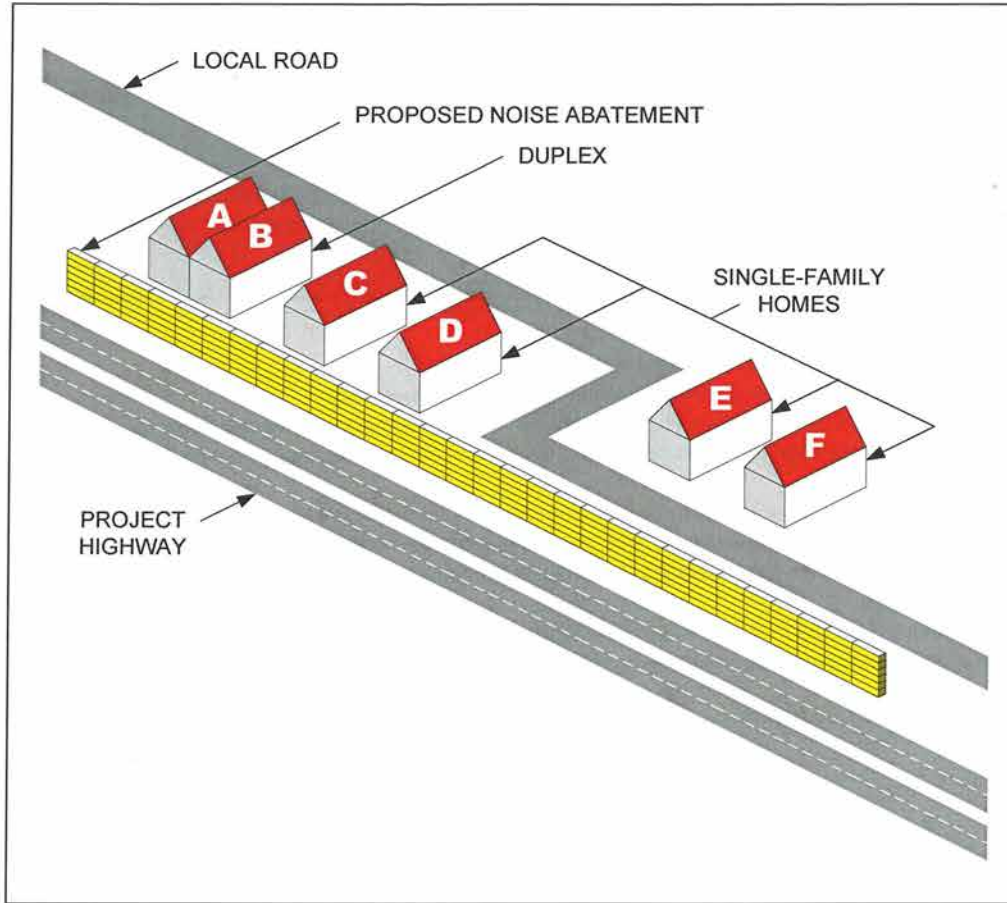 LOCAL ROAD
PROPOSED NOISE ABATEMENT
DUPLEX
A
B
C
SINGLE-FAMILY
HOMES
D
E
F
PROJECT
HIGHWAY